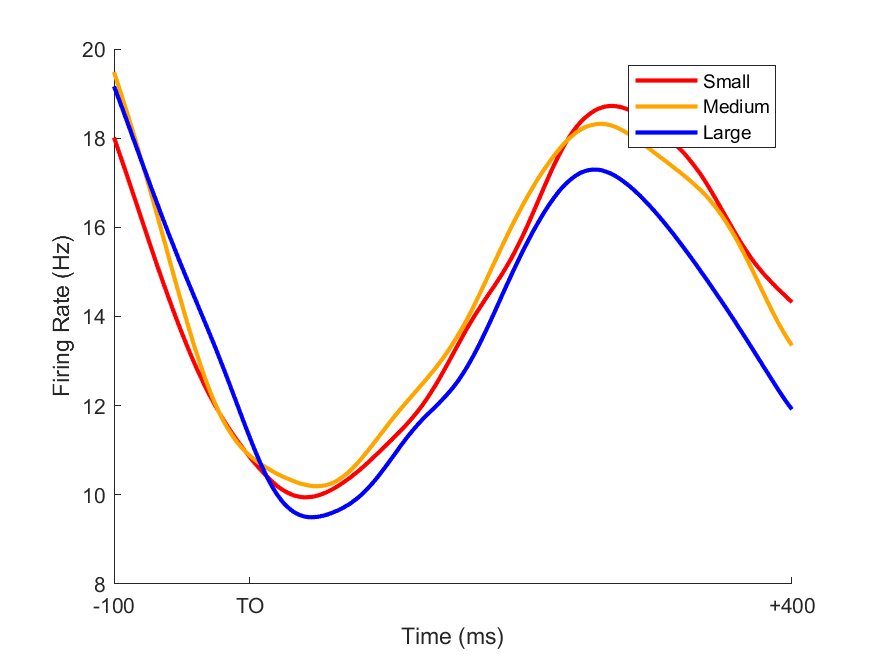 20
18
16
14
12
10
8
Firing Rate (Hz)
Small
Medium
Large
-100
TO
+400
Time (ms)